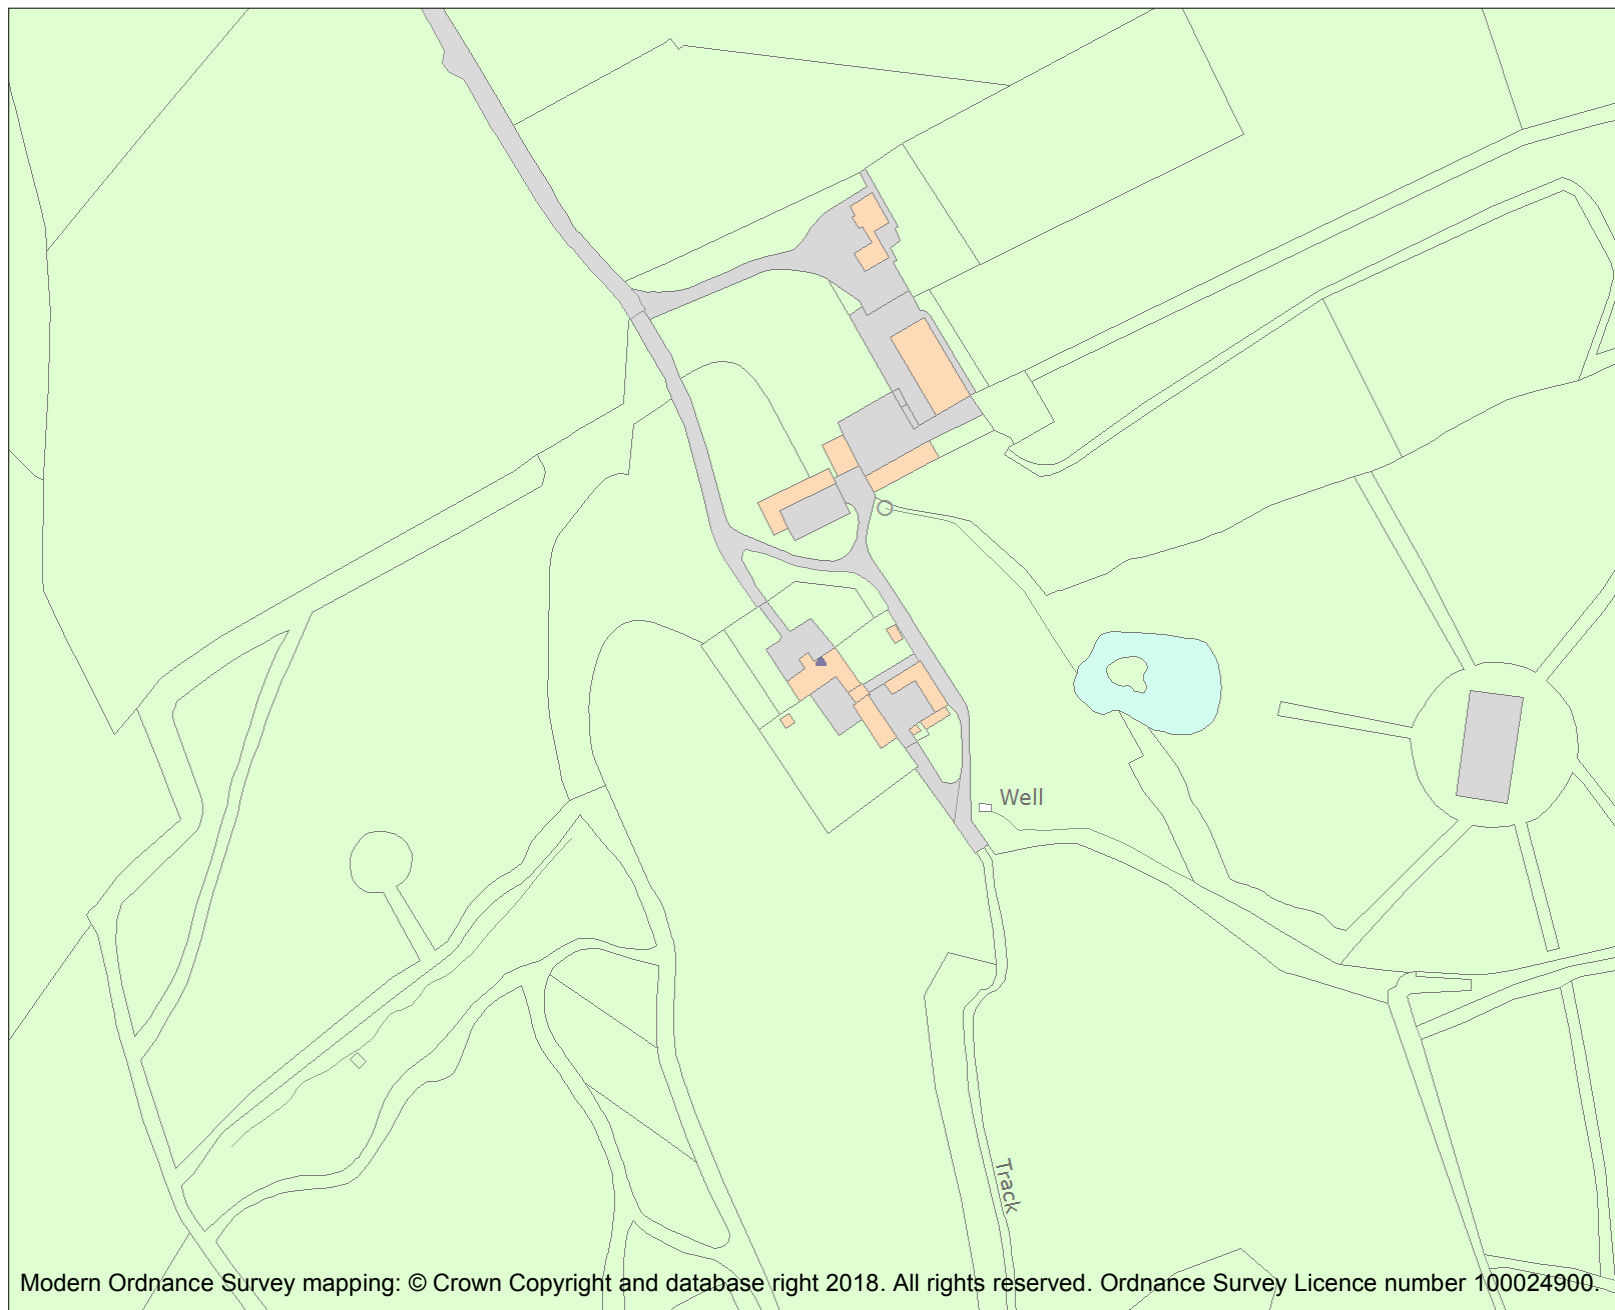 Well
Track
Modern Ordnance Survey mapping: © Crown Copyright and database right 2018. All rights reserved. Ordnance Survey Licence number 100024900.